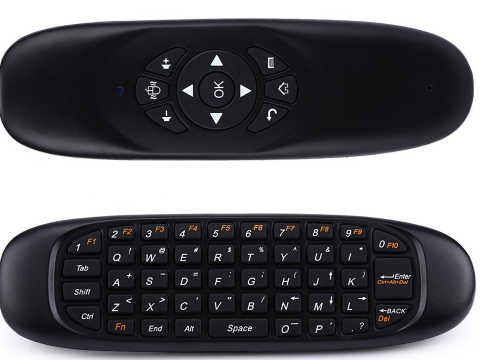 OK
1 F1 2 F2 3 F3 4 F4 5 F5 6 F6 7 F7 8 F8 9 F9 0 F10
Tab Q ! W @ E # R $ T % Y ^ U & I *
Enter
Ctrl+Alt+Del
Shift A + S - D = F : G ; H ( J K )
Ctrl Z < X > C ' V " B / N M L
BACK
Del
Fn End Alt Space O P ' . ?